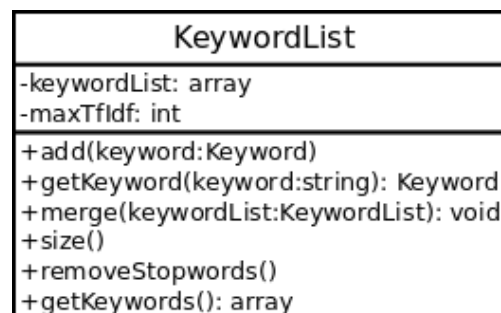 KeywordList
-keywordList: array
-maxTfIdf: int
+add(keyword:Keyword)
+getKeyword(keyword:string): Keyword
+merge(keywordList:KeywordList): void
+size()
+removeStopwords()
+getKeywords(): array